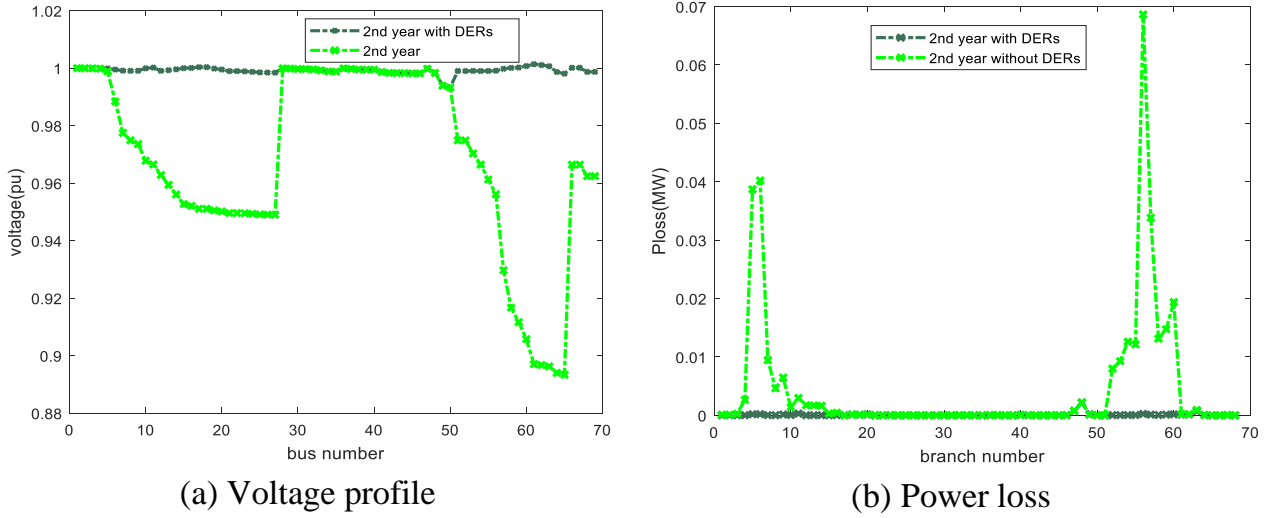 1.02
1
0.98
0.96
0.94
0.92
0.9
0.88
voltage(pu)
0 10 20 30 40 50 60 70
bus number
2nd year with DERs
2nd year
(a) Voltage profile
0.07
0.06
0.05
0.04
0.03
0.02
0.01
0
Ploss(MW)
0 10 20 30 40 50 60 70
branch number
2nd year with DERs
2nd year without DERs
(b) Power loss